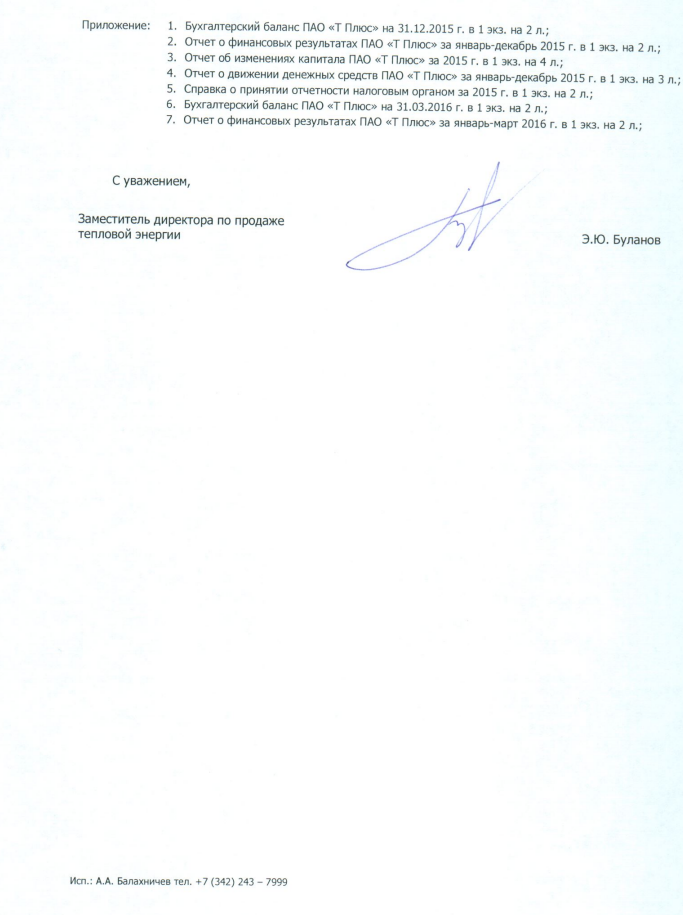 Приложение: 1. Бухгалтерский баланс ПАО «Т Плюс» на 31.12.2015 г. в 1 экз. на 2 л.;
2. Отчет о финансовых результатах ПАО «Т Плюс» за январь-декабрь 2015 г. в 1 экз. на 2 л.;
3. Отчет об изменениях капитала ПАО «Т Плюс» за 2015 г. в 1 экз. на 4 л.;
4. Отчет о движении денежных средств ПАО «Т Плюс» за январь-декабрь 2015 г. в 1 экз. на 3 л.;
5. Справка о принятии отчетности налоговым органом за 2015 г. в 1 экз. на 2 л.;
6. Бухгалтерский баланс ПАО «Т Плюс» на 31.03.2016 г. в 1 экз. на 2 л.;
7. Отчет о финансовых результатах ПАО «Т Плюс» за январь-март 2016 г. в 1 экз. на 2 л.;
С уважением,
Заместитель директора по продаже
тепловой энергии
Э.Ю. Буланов
Исп.: А.А. Балахничев тел. +7 (342) 243 – 7999